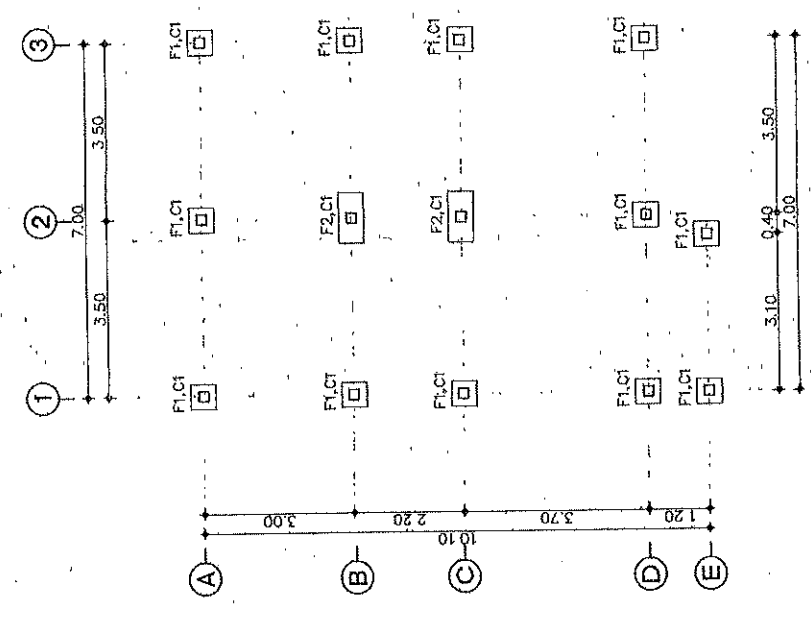 3
2
1
7.00
3.50
3.50
F1,C1
F1,C1
F1,C1
F1,C1
F1,C1
F2,C1
F2,C1
F1,C1
F1,C1
F1,C1
F1,C1
F1,C1
F1,C1
F1,C1
3.50
0.40
3.10
7.00
3.00
2.20
3.70
1.20
10.10
A
B
C
D
E